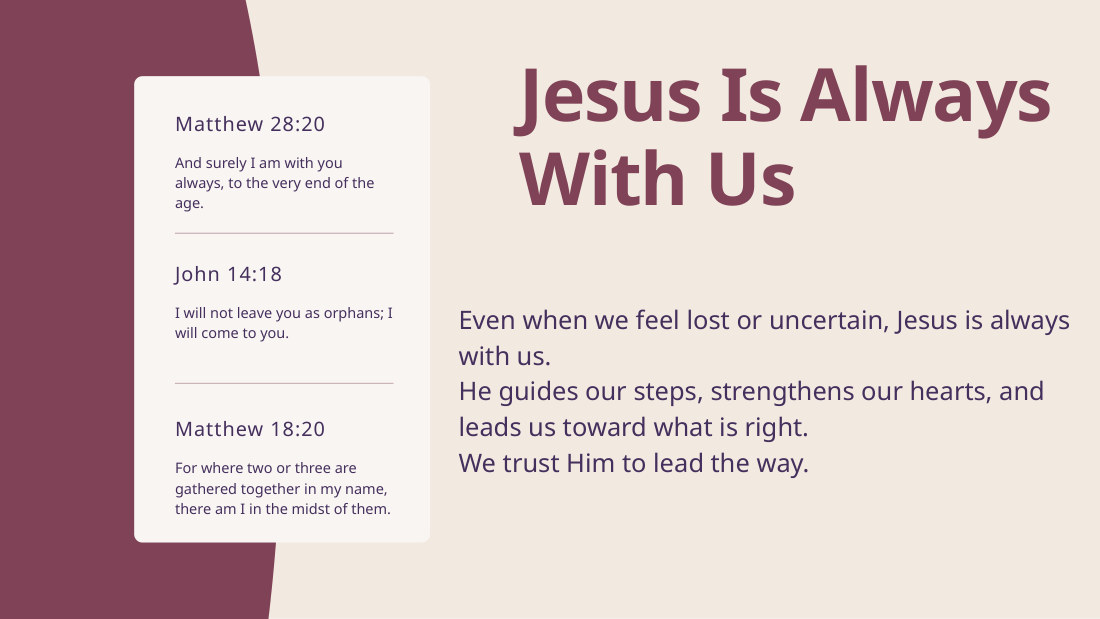 Jesus Is Always
With Us
Matthew 28:20
And surely I am with you
always, to the very end of the
age.
John 14:18
I will not leave you as orphans; I
will come to you.
Matthew 18:20
For where two or three are
gathered together in my name,
there am I in the midst of them.
Even when we feel lost or uncertain, Jesus is always
with us.
He guides our steps, strengthens our hearts, and
leads us toward what is right.
We trust Him to lead the way.